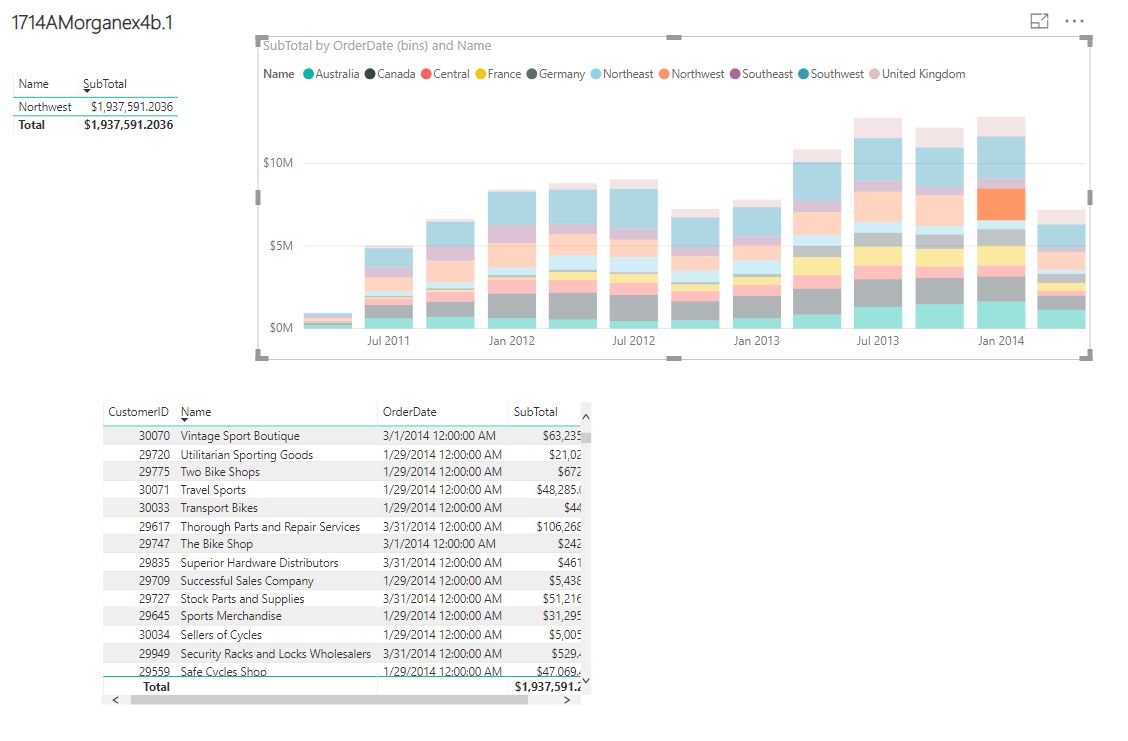 1714AMorganex4b.1
Name SubTotal
Northwest $1,937,591.2036
Total $1,937,591.2036
SubTotal by OrderDate (bins) and Name
Name Australia Canada Central France Germany Northeast Northwest Southeast Southwest United Kingdom
$10M
$5M
$0M
Jul 2011 Jan 2012 Jul 2012 Jan 2013 Jul 2013 Jan 2014
CustomerID Name OrderDate SubTotal
30070 Vintage Sport Boutique 3/1/2014 12:00:00 AM $63,235
29720 Utilitarian Sporting Goods 1/29/2014 12:00:00 AM $21,02
29775 Two Bike Shops 1/29/2014 12:00:00 AM $672
30071 Travel Sports 1/29/2014 12:00:00 AM $48,285.0
30033 Transport Bikes 1/29/2014 12:00:00 AM $44
29617 Thorough Parts and Repair Services 3/31/2014 12:00:00 AM $106,268
29747 The Bike Shop 3/1/2014 12:00:00 AM $242
29835 Superior Hardware Distributors 3/31/2014 12:00:00 AM $461
29709 Successful Sales Company 1/29/2014 12:00:00 AM $5,438
29727 Stock Parts and Supplies 3/31/2014 12:00:00 AM $51,216
29645 Sports Merchandise 1/29/2014 12:00:00 AM $31,295
30034 Sellers of Cycles 1/29/2014 12:00:00 AM $5,005
29949 Security Racks and Locks Wholesalers 3/31/2014 12:00:00 AM $529.4
29559 Safe Cycles Shop 1/29/2014 12:00:00 AM $47,069.4
Total $1,937,591.2